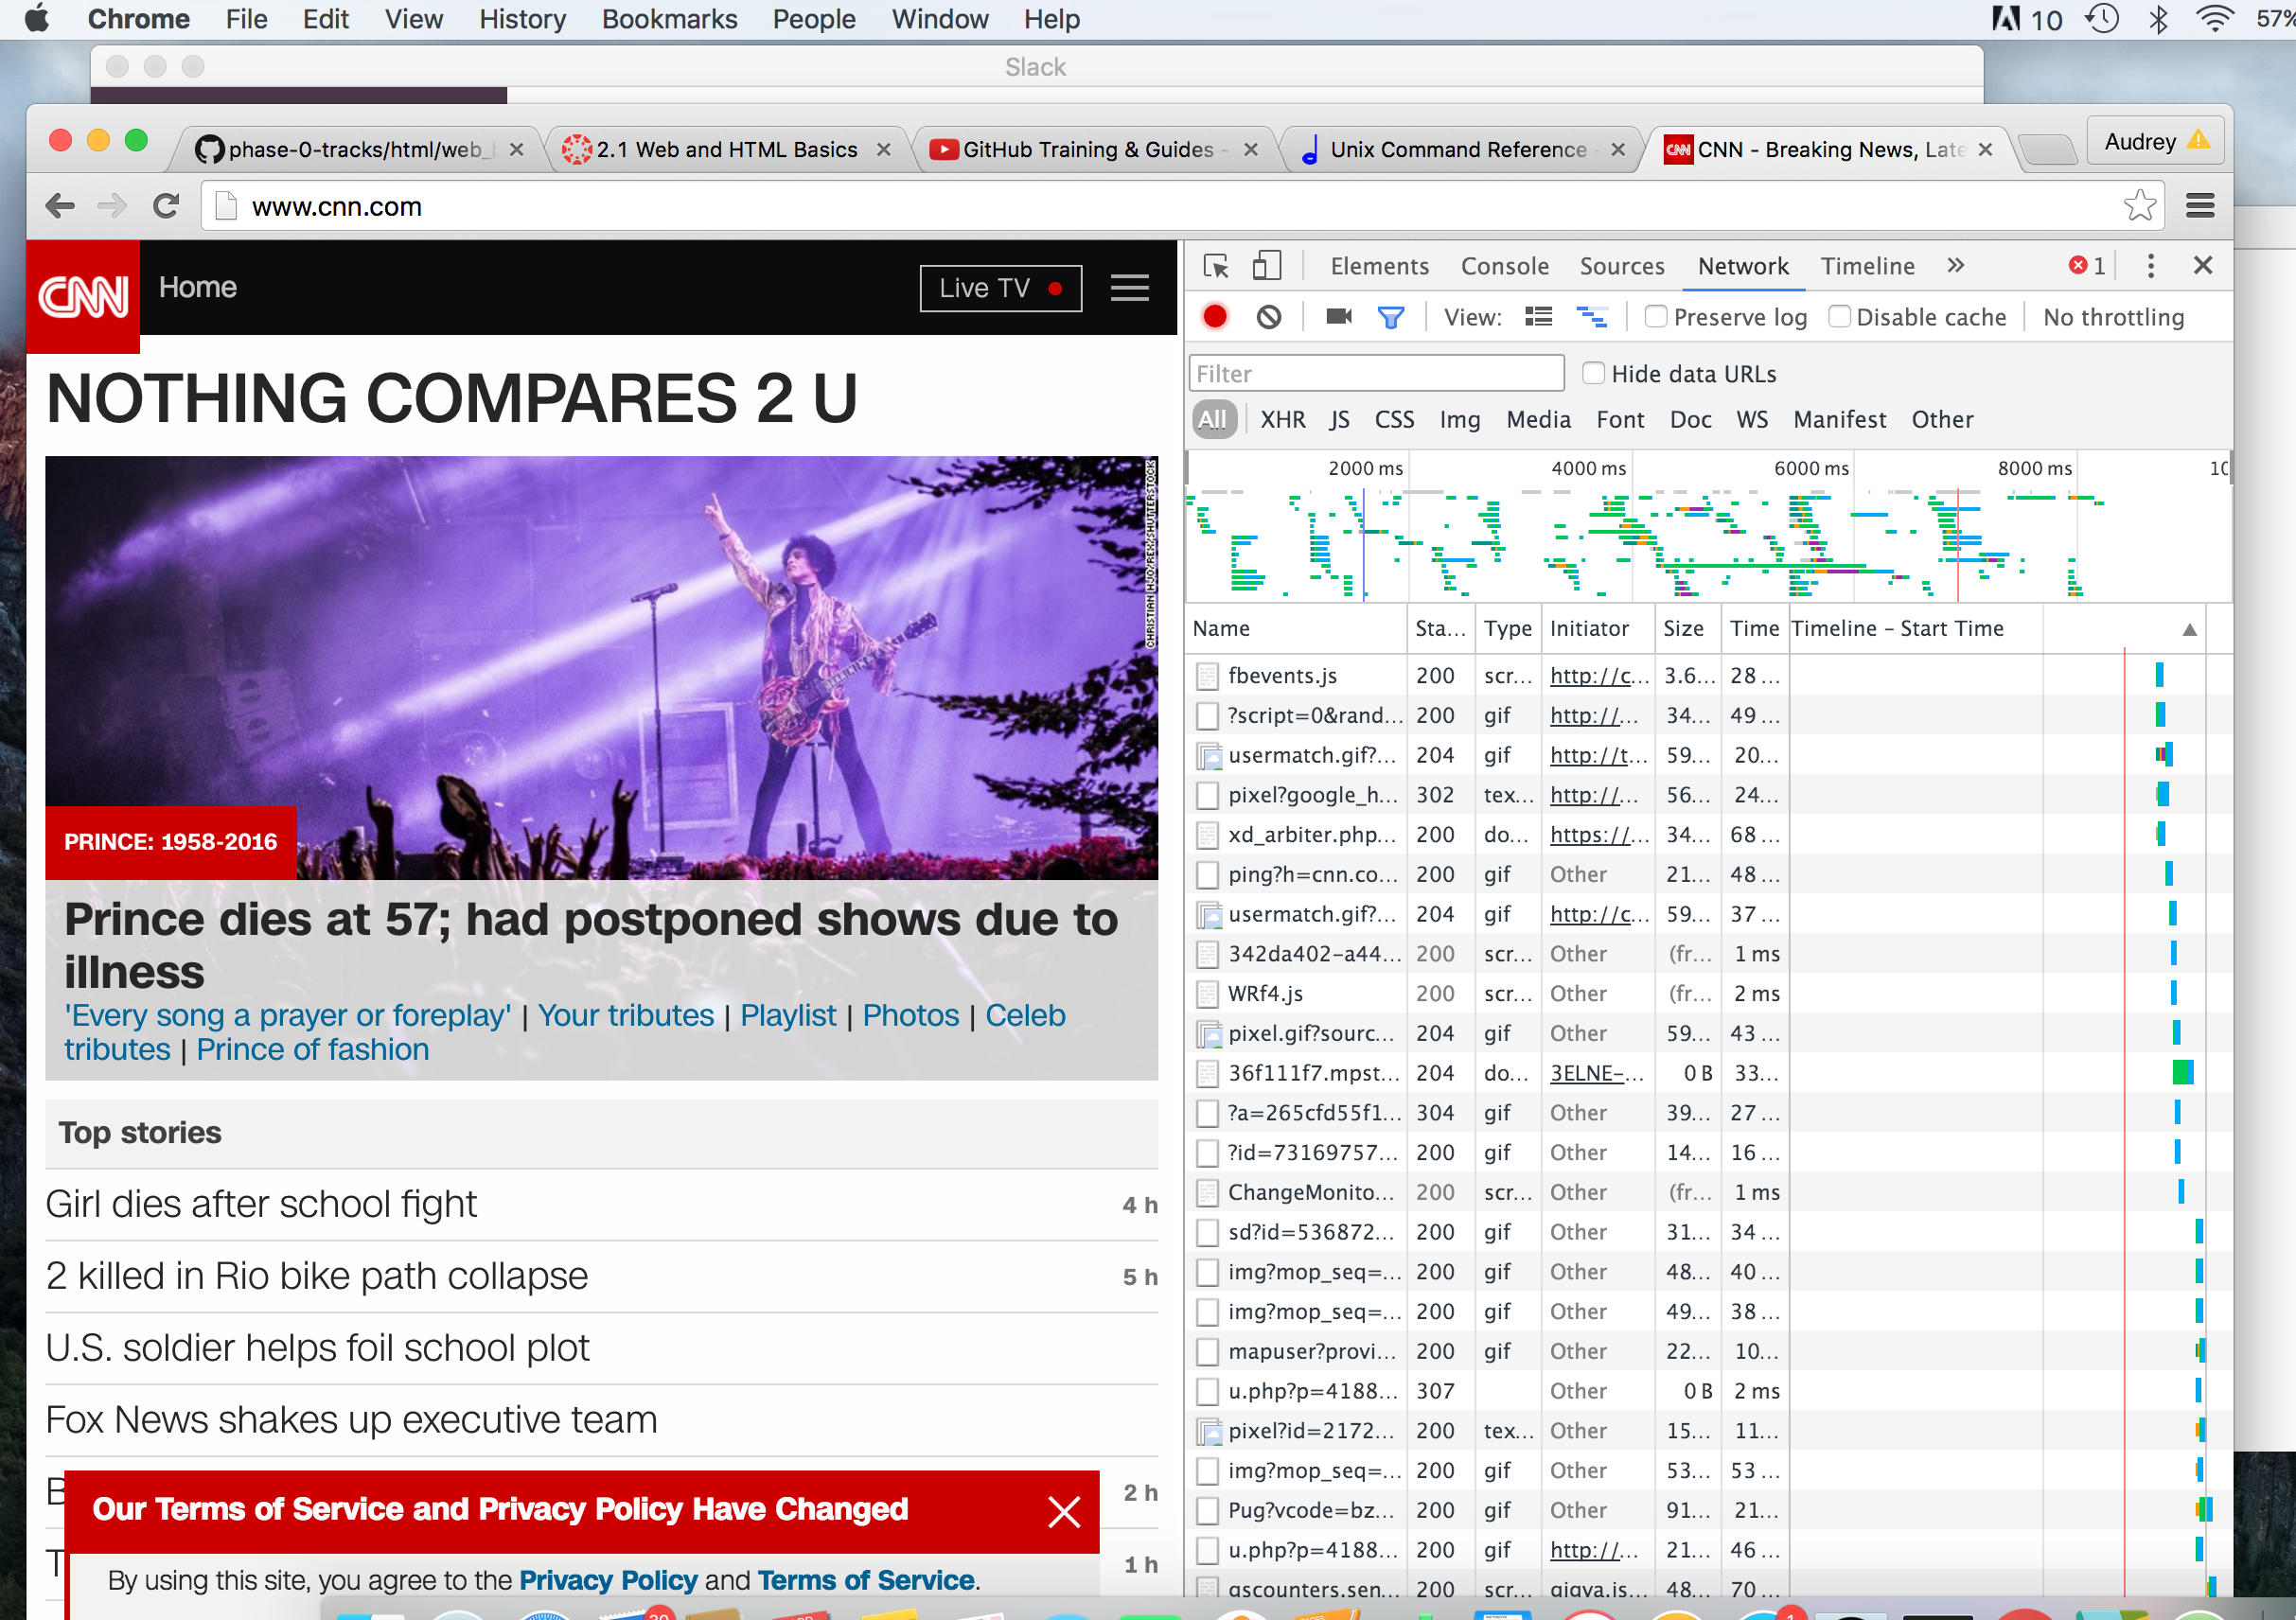 Chrome File Edit View History Bookmarks People Window Help 10 57%
Slack
phase-0-tracks/html/web_b 2.1 Web and HTML Basics GitHub Training & Guides - Unix Command Reference - CNN CNN - Breaking News, Late Audrey
www.cnn.com
CNN Home Live TV
NOTHING COMPARES 2 U
CHRISTIAN HJO/REX/SHUTTERSTOCK
PRINCE: 1958-2016
Prince dies at 57; had postponed shows due to
illness
'Every song a prayer or foreplay' | Your tributes | Playlist | Photos | Celeb
tributes | Prince of fashion
Top stories
Girl dies after school fight 4 h
2 killed in Rio bike path collapse 5 h
U.S. soldier helps foil school plot
Fox News shakes up executive team
B 2 h
Our Terms of Service and Privacy Policy Have Changed
T 1 h
By using this site, you agree to the Privacy Policy and Terms of Service.
Elements Console Sources Network Timeline » 1
View: Preserve log Disable cache No throttling
Filter Hide data URLs
All XHR JS CSS Img Media Font Doc WS Manifest Other
2000 ms 4000 ms 6000 ms 8000 ms 10
Name Sta... Type Initiator Size Time Timeline – Start Time
fbevents.js 200 scr... http://c... 3.6... 28 ...
?script=0&rand... 200 gif http://... 34... 49 ...
usermatch.gif?... 204 gif http://t... 59... 20...
pixel?google_h... 302 tex... http://... 56... 24...
xd_arbiter.php... 200 do... https://... 34... 68 ...
ping?h=cnn.co... 200 gif Other 21... 48 ...
usermatch.gif?... 204 gif http://c... 59... 37 ...
342da402-a44... 200 scr... Other (fr... 1 ms
WRf4.js 200 scr... Other (fr... 2 ms
pixel.gif?sourc... 204 gif Other 59... 43 ...
36f111f7.mpst... 204 do... 3ELNE-... 0 B 33...
?a=265cfd55f1... 304 gif Other 39... 27 ...
?id=73169757... 200 gif Other 14... 16 ...
ChangeMonito... 200 scr... Other (fr... 1 ms
sd?id=536872... 200 gif Other 31... 34 ...
img?mop_seq=... 200 gif Other 48... 40 ...
img?mop_seq=... 200 gif Other 49... 38 ...
mapuser?provi... 200 gif Other 22... 10...
u.php?p=4188... 307 Other 0 B 2 ms
pixel?id=2172... 200 tex... Other 15... 11...
img?mop_seq=... 200 gif Other 53... 53 ...
Pug?vcode=bz... 200 gif Other 91... 21...
u.php?p=4188... 200 gif http://... 21... 46 ...
gscounters.sen... 200 scr... gigya.js... 48... 70 ...